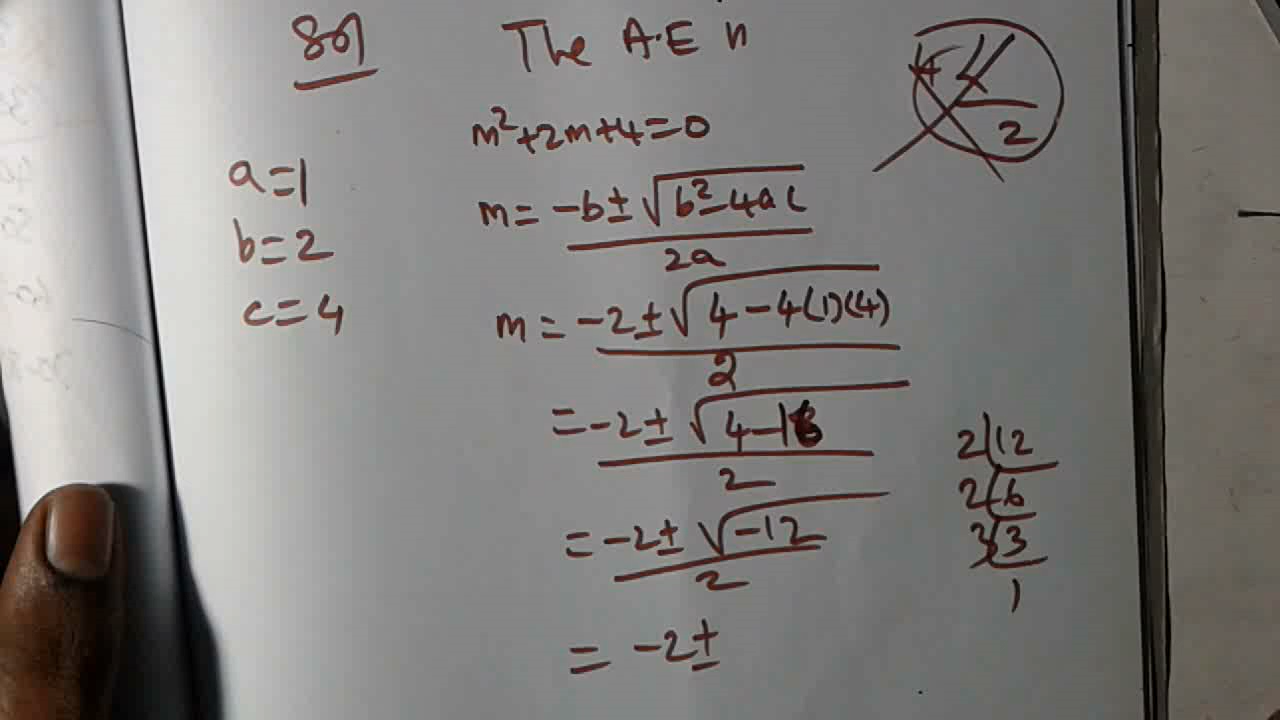 Sol
The A.E is
m²+2m+4=0
a=1
b=2
c=4
m= -b±√b²-4ac
2a
m= -2±√4-4(1)(4)
2
= -2±√4-16
2
= -2±√-12
2
= -2±
2
2|12
2|6
3|3
1